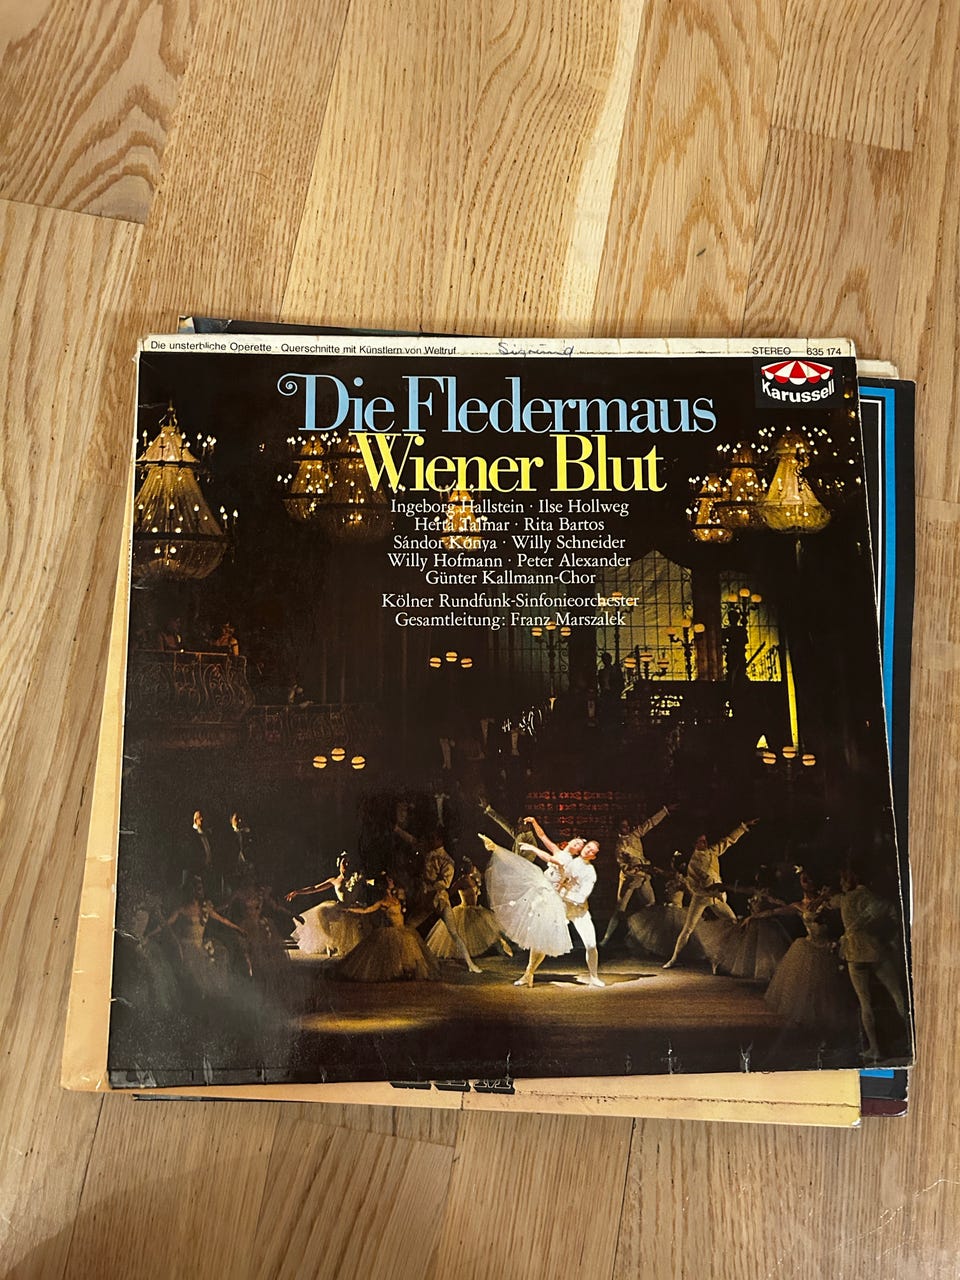 Die unsterbliche Operette · Querschnitte mit Künstlern von Weltruf
Sigmund
STEREO 635 174
Karussell
Die Fledermaus
Wiener Blut
Ingeborg Hallstein · Ilse Hollweg
Herta Talmar · Rita Bartos
Sándor Kónya · Willy Schneider
Willy Hofmann · Peter Alexander
Günter Kallmann-Chor
Kölner Rundfunk-Sinfonieorchester
Gesamtleitung: Franz Marszalek